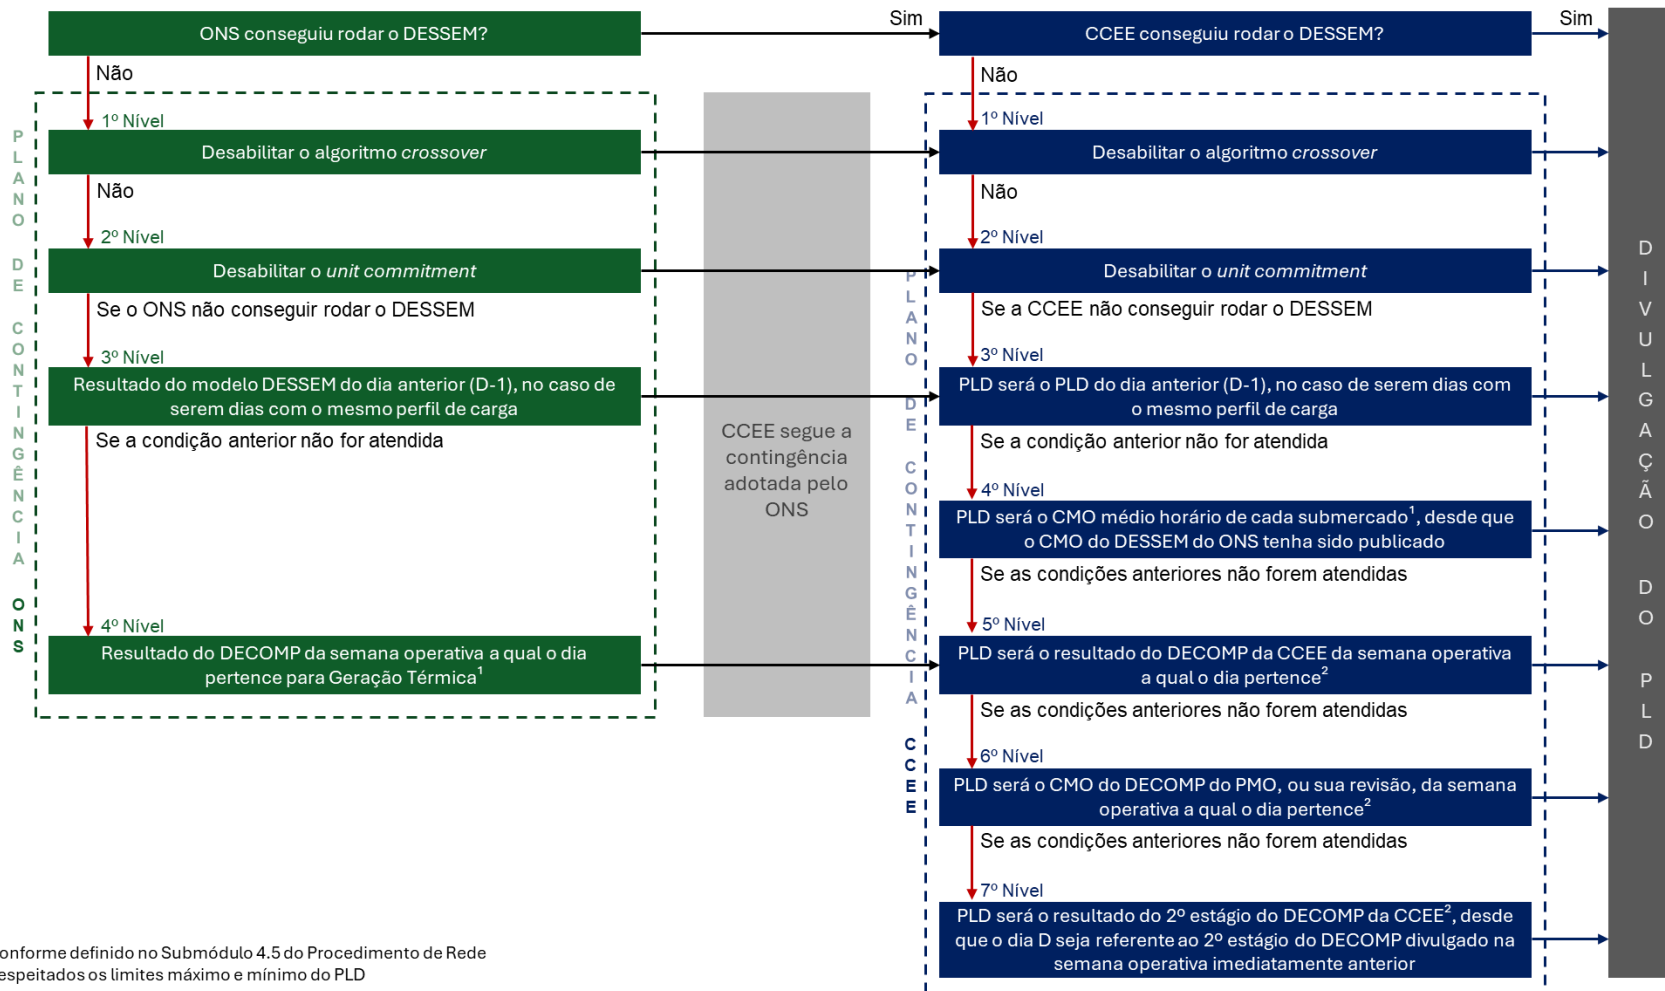 ONS conseguiu rodar o DESSEM?
Sim
CCEE conseguiu rodar o DESSEM?
Sim
Não
Não
PLANO DE CONTINGÊNCIA ONS
1º Nível
Desabilitar o algoritmo crossover
1º Nível
Desabilitar o algoritmo crossover
Não
Não
2º Nível
Desabilitar o unit commitment
2º Nível
Desabilitar o unit commitment
Se o ONS não conseguir rodar o DESSEM
Se a CCEE não conseguir rodar o DESSEM
3º Nível
Resultado do modelo DESSEM do dia anterior (D-1), no caso de
serem dias com o mesmo perfil de carga
3º Nível
PLD será o PLD do dia anterior (D-1), no caso de serem dias com
o mesmo perfil de carga
Se a condição anterior não for atendida
Se a condição anterior não for atendida
CCEE segue a
contingência
adotada pelo
ONS
PLANO DE CONTINGÊNCIA CCEE
4º Nível
PLD será o CMO médio horário de cada submercado¹, desde que
o CMO do DESSEM do ONS tenha sido publicado
Se as condições anteriores não forem atendidas
4º Nível
Resultado do DECOMP da semana operativa a qual o dia
pertence para Geração Térmica¹
5º Nível
PLD será o resultado do DECOMP da CCEE da semana operativa
a qual o dia pertence²
Se as condições anteriores não forem atendidas
6º Nível
PLD será o CMO do DECOMP do PMO, ou sua revisão, da semana
operativa a qual o dia pertence²
Se as condições anteriores não forem atendidas
7º Nível
PLD será o resultado do 2º estágio do DECOMP da CCEE², desde
que o dia D seja referente ao 2º estágio do DECOMP divulgado na
semana operativa imediatamente anterior
DIVULGAÇÃO DO PLD
onforme definido no Submódulo 4.5 do Procedimento de Rede
espeitados os limites máximo e mínimo do PLD